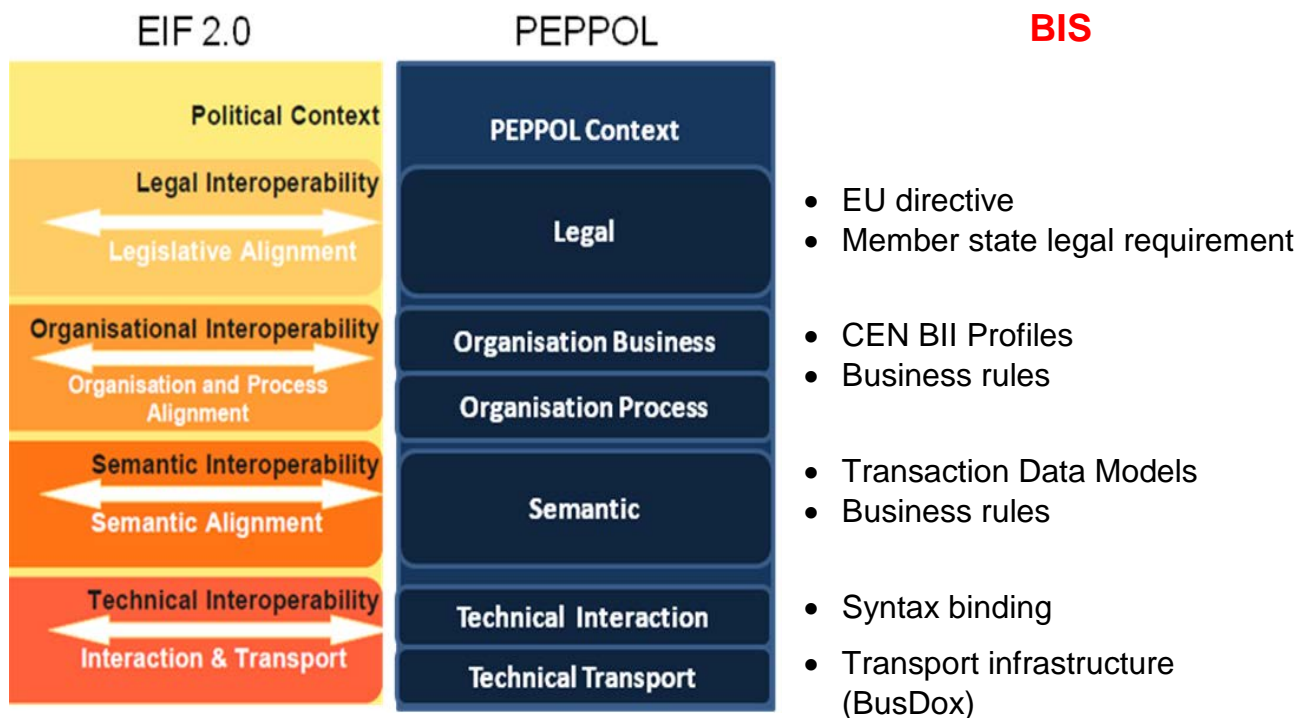 EIF 2.0
PEPPOL
BIS
Political Context
PEPPOL Context
Legal Interoperability
Legislative Alignment
Legal
• EU directive
• Member state legal requirement
Organisational Interoperability
Organisation and Process
Alignment
Organisation Business
Organisation Process
• CEN BII Profiles
• Business rules
Semantic Interoperability
Semantic Alignment
Semantic
• Transaction Data Models
• Business rules
Technical Interoperability
Interaction & Transport
Technical Interaction
Technical Transport
• Syntax binding
• Transport infrastructure
(BusDox)